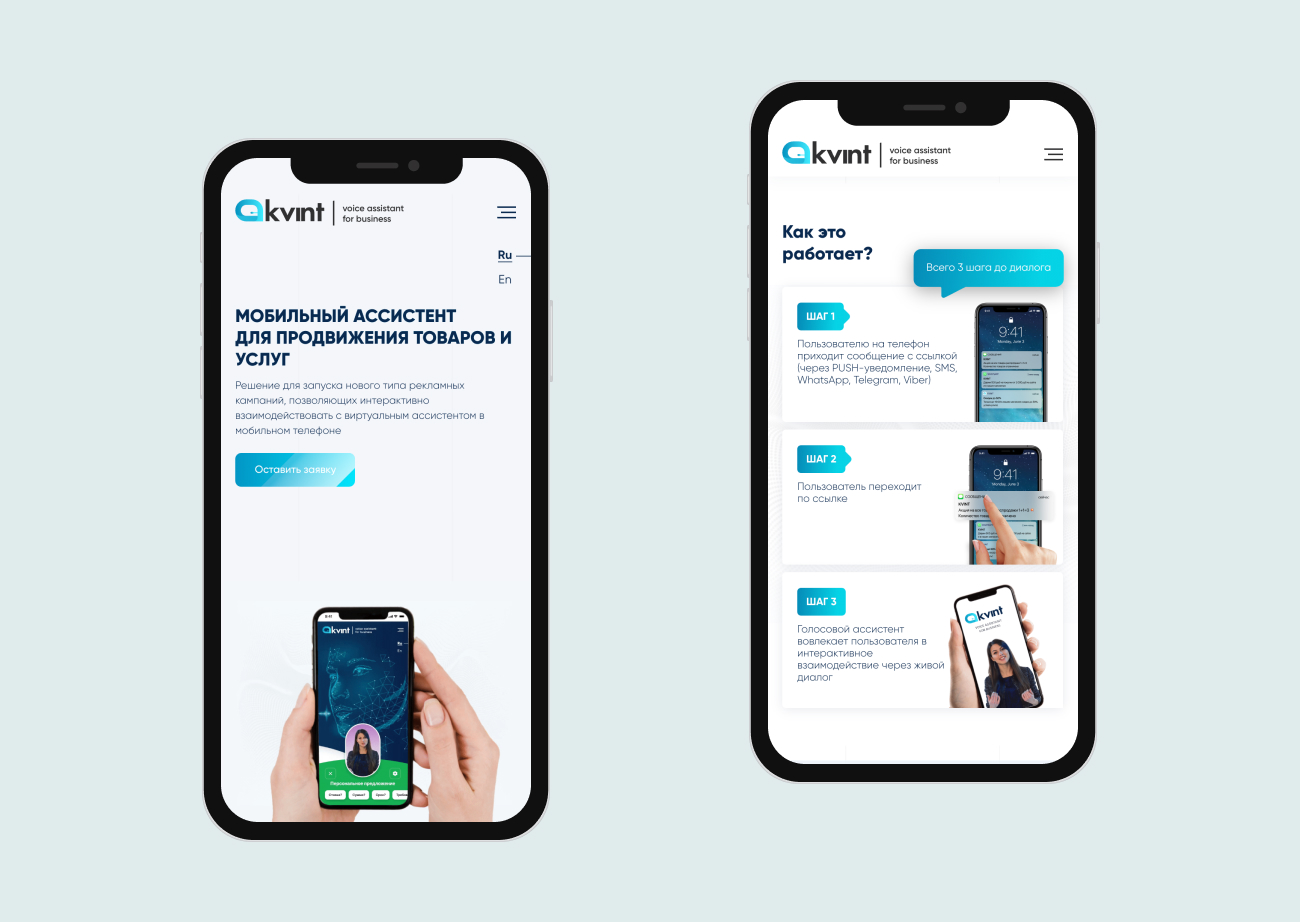 kvint
voice assistant
for business
Ru
En
МОБИЛЬНЫЙ АССИСТЕНТ
ДЛЯ ПРОДВИЖЕНИЯ ТОВАРОВ И
УСЛУГ
Решение для запуска нового типа рекламных
кампаний, позволяющих интерактивно
взаимодействовать с виртуальным ассистентом в
мобильном телефоне
Оставить заявку
9:41
kvint
Персональное предложение
kvint
voice assistant
for business
Как это
работает?
Всего 3 шага до диалога
ШАГ 1
Пользователю на телефон
приходит сообщение с ссылкой
(через PUSH-уведомление, SMS,
WhatsApp, Telegram, Viber)
9:41
Monday, June 3
ШАГ 2
Пользователь переходит
по ссылке
9:41
Monday, June 3
KVINT
ШАГ 3
Голосовой ассистент
вовлекает пользователя в
интерактивное
взаимодействие через живой
диалог
kvint
VOICE ASSISTANT
FOR BUSINESS